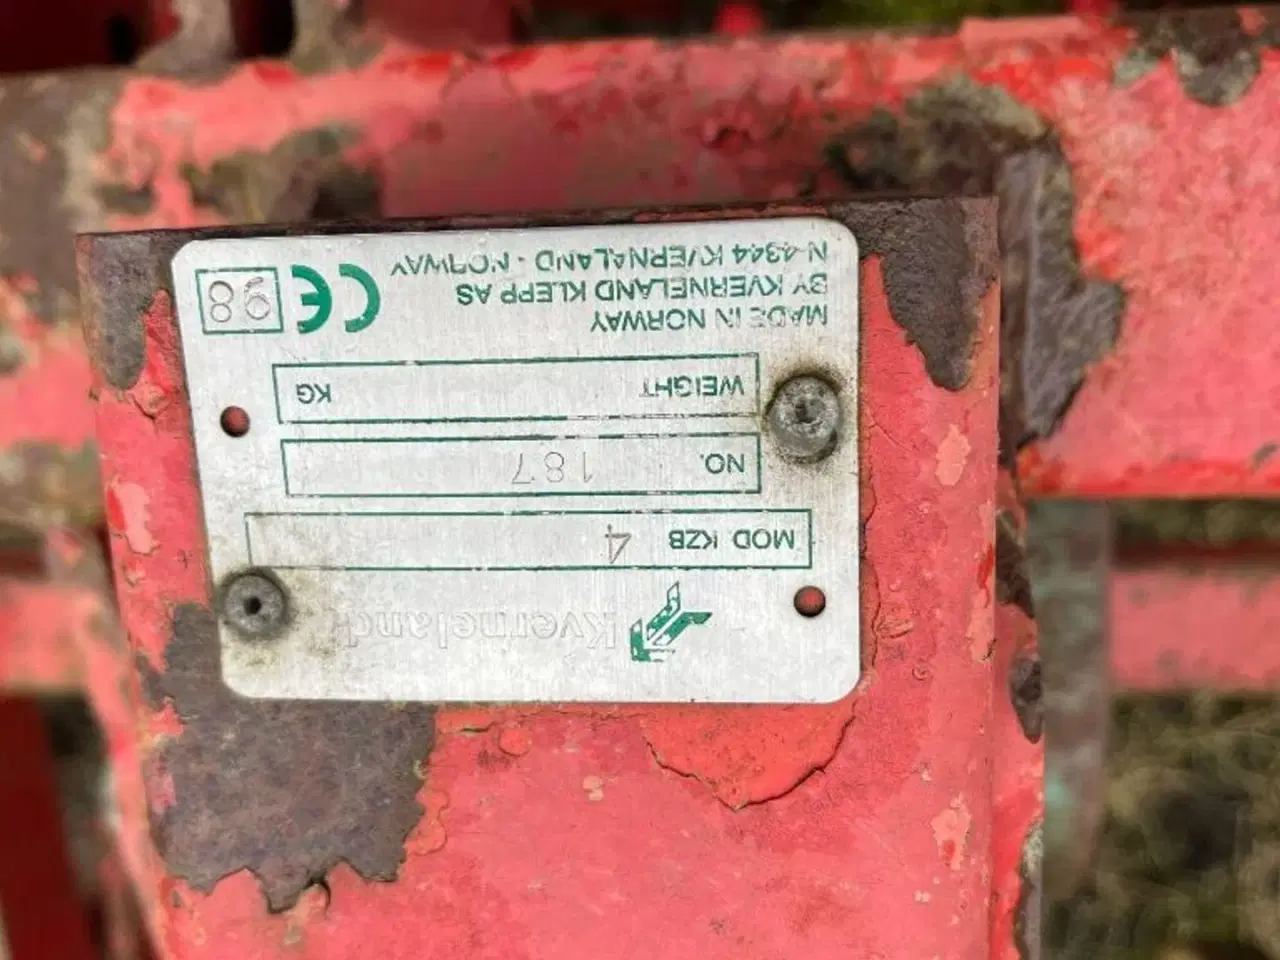 Kverneland
MOD KZB 4
NO. 187
WEIGHT KG
MADE IN NORWAY
BY KVERNELAND KLEPP AS
N-4344 KVERNALAND - NORWAY
CE 98